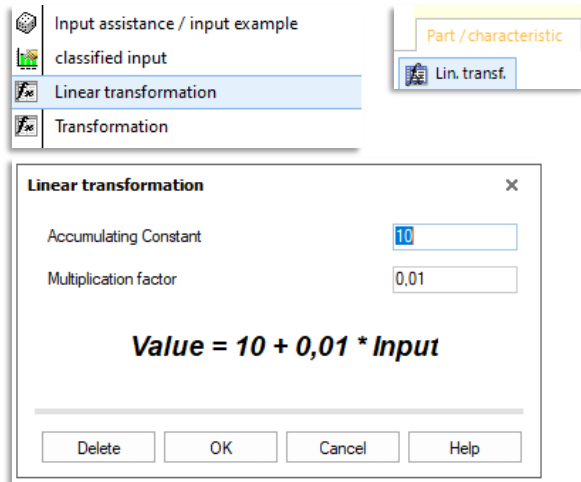 Input assistance / input example
classified input
Linear transformation
Transformation
Part / characteristic
Lin. transf.
Linear transformation
Accumulating Constant 10
Multiplication factor 0,01
Value = 10 + 0,01 * Input
Delete OK Cancel Help